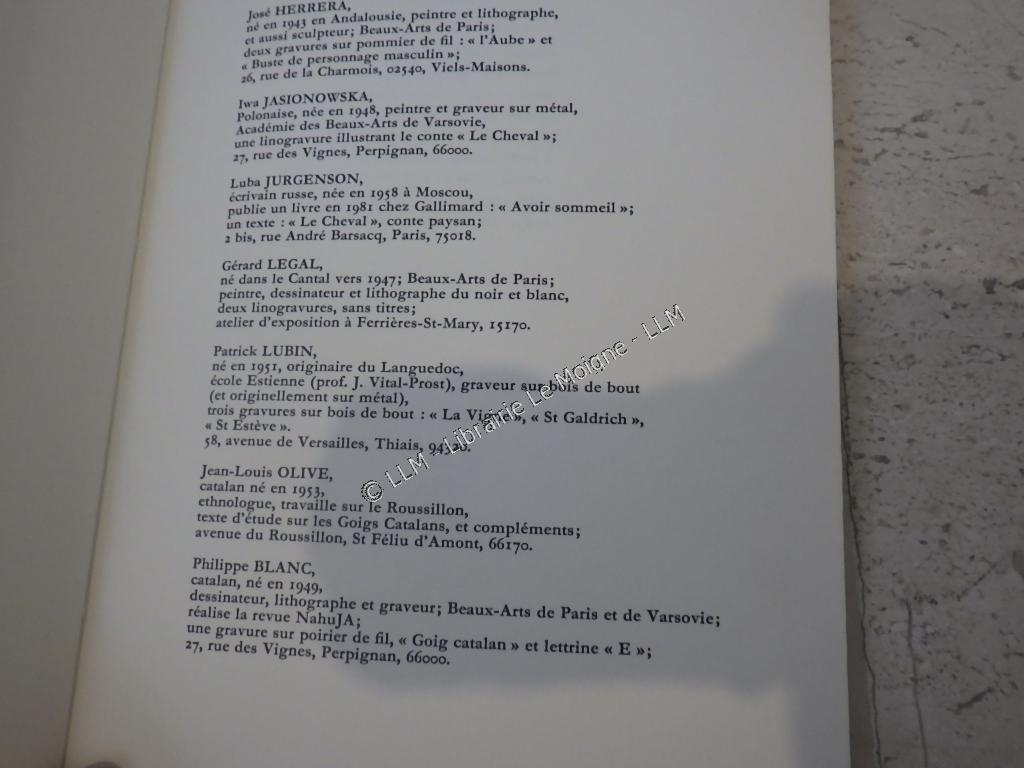 José HERRERA,
né en 1943 en Andalousie, peintre et lithographe,
et aussi sculpteur; Beaux-Arts de Paris;
deux gravures sur pommier de fil : « l'Aube » et
« Buste de personnage masculin »;
26, rue de la Charmois, 02540, Viels-Maisons.
Iwa JASIONOWSKA,
Polonaise, née en 1948, peintre et graveur sur métal,
Académie des Beaux-Arts de Varsovie,
une linogravure illustrant le conte « Le Cheval »;
27, rue des Vignes, Perpignan, 66000.
Luba JURGENSON,
écrivain russe, née en 1958 à Moscou,
publie un livre en 1981 chez Gallimard : « Avoir sommeil »;
un texte : « Le Cheval », conte paysan;
2 bis, rue André Barsacq, Paris, 75018.
Gérard LEGAL,
né dans le Cantal vers 1947; Beaux-Arts de Paris;
peintre, dessinateur et lithographe du noir et blanc,
deux linogravures, sans titres;
atelier d'exposition à Ferrières-St-Mary, 15170.
Patrick LUBIN,
né en 1951, originaire du Languedoc,
école Estienne (prof. J. Vital-Prost), graveur sur bois de bout
(et originellement sur métal),
trois gravures sur bois de bout : « La Vigne », « St Galdrich »,
« St Estève ».
58, avenue de Versailles, Thiais, 94320.
Jean-Louis OLIVE,
catalan né en 1953,
ethnologue, travaille sur le Roussillon,
texte d'étude sur les Goigs Catalans, et compléments;
avenue du Roussillon, St Féliu d'Amont, 66170.
Philippe BLANC,
catalan, né en 1949,
dessinateur, lithographe et graveur; Beaux-Arts de Paris et de Varsovie;
réalise la revue NahuJA;
une gravure sur poirier de fil, « Goig catalan » et lettrine « E »;
27, rue des Vignes, Perpignan, 66000.
© LLM - Librairie Le Moigne - LLM